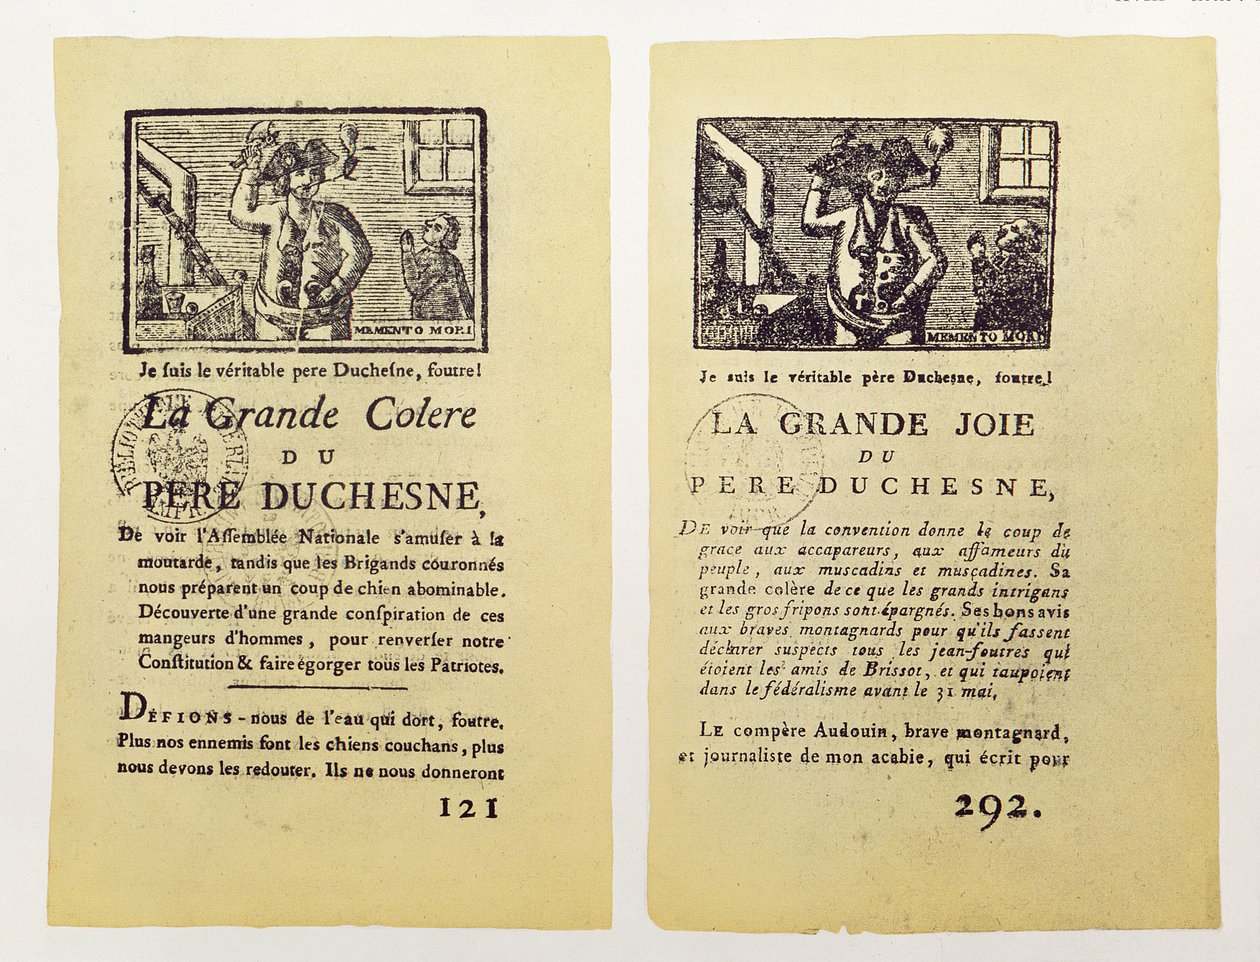 MEMENTO MORI
Je ſuis le véritable pere Ducheſne, foutre!
La Grande Colere
DU
PERE DUCHESNE,
De voir l'Aſſemblée Nationale s'amuſer à la
moutarde, tandis que les Brigands couronnés
nous préparent un coup de chien abominable.
Découverte d'une grande conſpiration de ces
mangeurs d'hommes, pour renverſer notre
Conſtitution & faire égorger tous les Patriotes.
DÉFIONS-nous de l'eau qui dort, foutre.
Plus nos ennemis ſont les chiens couchans, plus
nous devons les redouter. Ils ne nous donneront
121
MEMENTO MORI
Je suis le véritable père Duchesne, foutre!
LA GRANDE JOIE
DU
PERE DUCHESNE,
DE voir que la convention donne le coup de
grace aux accapareurs, aux affameurs du
peuple, aux muscadins et muscadines. Sa
grande colère de ce que les grands intrigans
et les gros fripons sont épargnés. Ses bons avis
aux braves montagnards pour qu'ils fassent
déclarer suspects tous les jean-foutres qui
étoient les amis de Brissot, et qui taupoient
dans le fédéralisme avant le 31 mai,
LE compère Audouin, brave montagnard,
et journaliste de mon acabie, qui écrit pour
292.